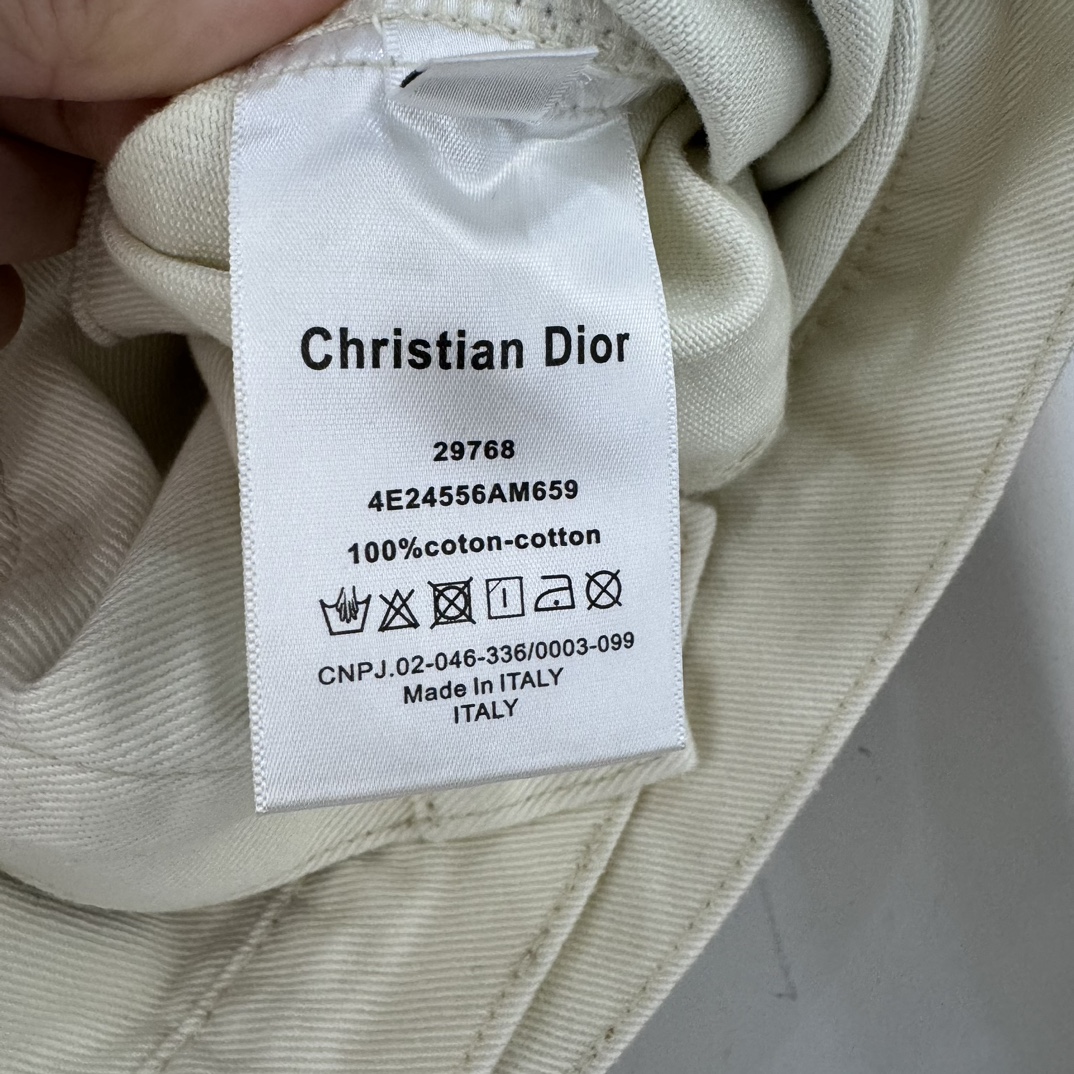 Christian Dior
29768
4E24556AM659
100%coton-cotton
CNPJ.02-046-336/0003-099
Made In ITALY
ITALY